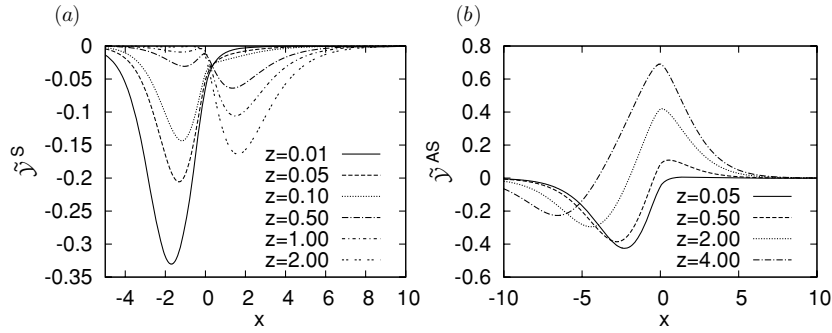 (a)
0
-0.05
-0.1
-0.15
-0.2
-0.25
-0.3
-0.35
-4 -2 0 2 4 6 8 10
x
ỹ S
z=0.01
z=0.05
z=0.10
z=0.50
z=1.00
z=2.00
(b)
0.8
0.6
0.4
0.2
0
-0.2
-0.4
-0.6
-10 -5 0 5 10
x
ỹ AS
z=0.05
z=0.50
z=2.00
z=4.00